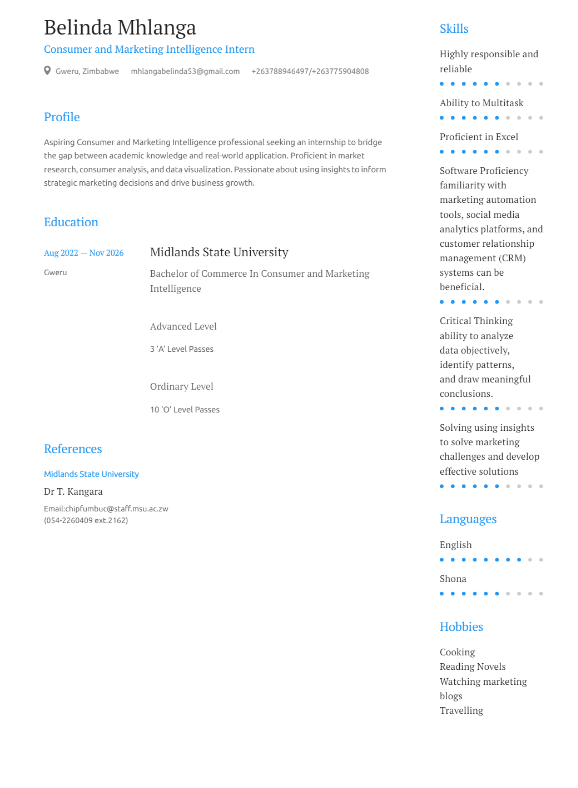 Belinda Mhlanga
Consumer and Marketing Intelligence Intern
Gweru, Zimbabwe mhlangabelinda53@gmail.com +263788946497/+263775904808
Profile
Aspiring Consumer and Marketing Intelligence professional seeking an internship to bridge
the gap between academic knowledge and real-world application. Proficient in market
research, consumer analysis, and data visualization. Passionate about using insights to inform
strategic marketing decisions and drive business growth.
Education
Aug 2022 — Nov 2026
Gweru
Midlands State University
Bachelor of Commerce In Consumer and Marketing
Intelligence
Advanced Level
3 'A' Level Passes
Ordinary Level
10 'O' Level Passes
References
Midlands State University
Dr T. Kangara
Email:chipfumbuc@staff.msu.ac.zw
(054-2260409 ext.2162)
Skills
Highly responsible and
reliable
Ability to Multitask
Proficient in Excel
Software Proficiency
familiarity with
marketing automation
tools, social media
analytics platforms, and
customer relationship
management (CRM)
systems can be
beneficial.
Critical Thinking
ability to analyze
data objectively,
identify patterns,
and draw meaningful
conclusions.
Solving using insights
to solve marketing
challenges and develop
effective solutions
Languages
English
Shona
Hobbies
Cooking
Reading Novels
Watching marketing
blogs
Travelling